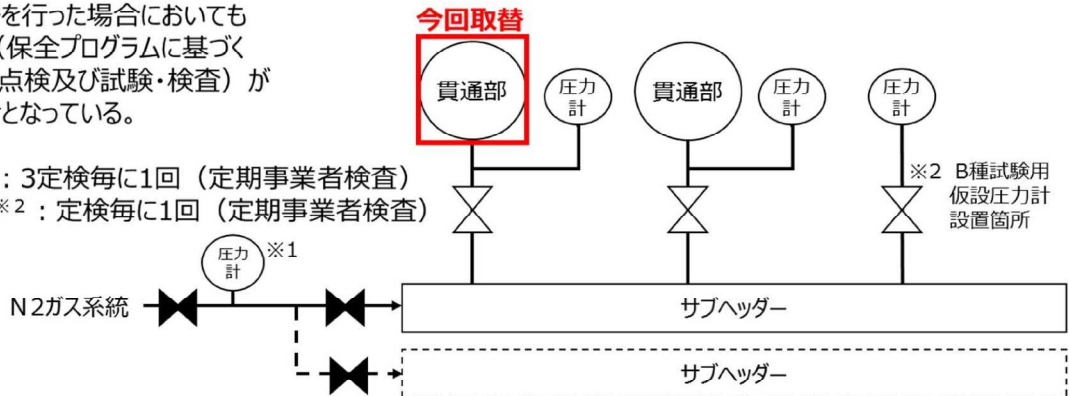 を行った場合においても
（保全プログラムに基づく
点検及び試験・検査）が
となっている。
：3定検毎に1回（定期事業者検査）
※2：定検毎に1回（定期事業者検査）
今回取替
貫通部
圧力
計
貫通部
圧力
計
圧力
計
※2 B種試験用
仮設圧力計
設置箇所
圧力
計
※1
N2ガス系統
サブヘッダー
サブヘッダー